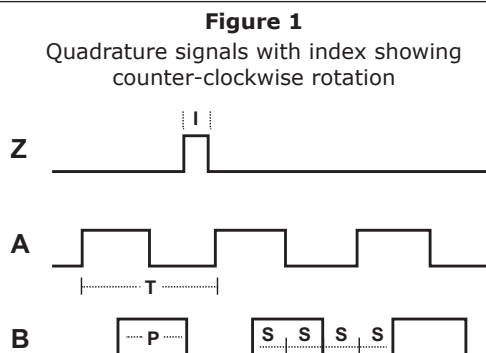 Figure 1
Quadrature signals with index showing
counter-clockwise rotation
I
Z
A
T
B
P
S S S S